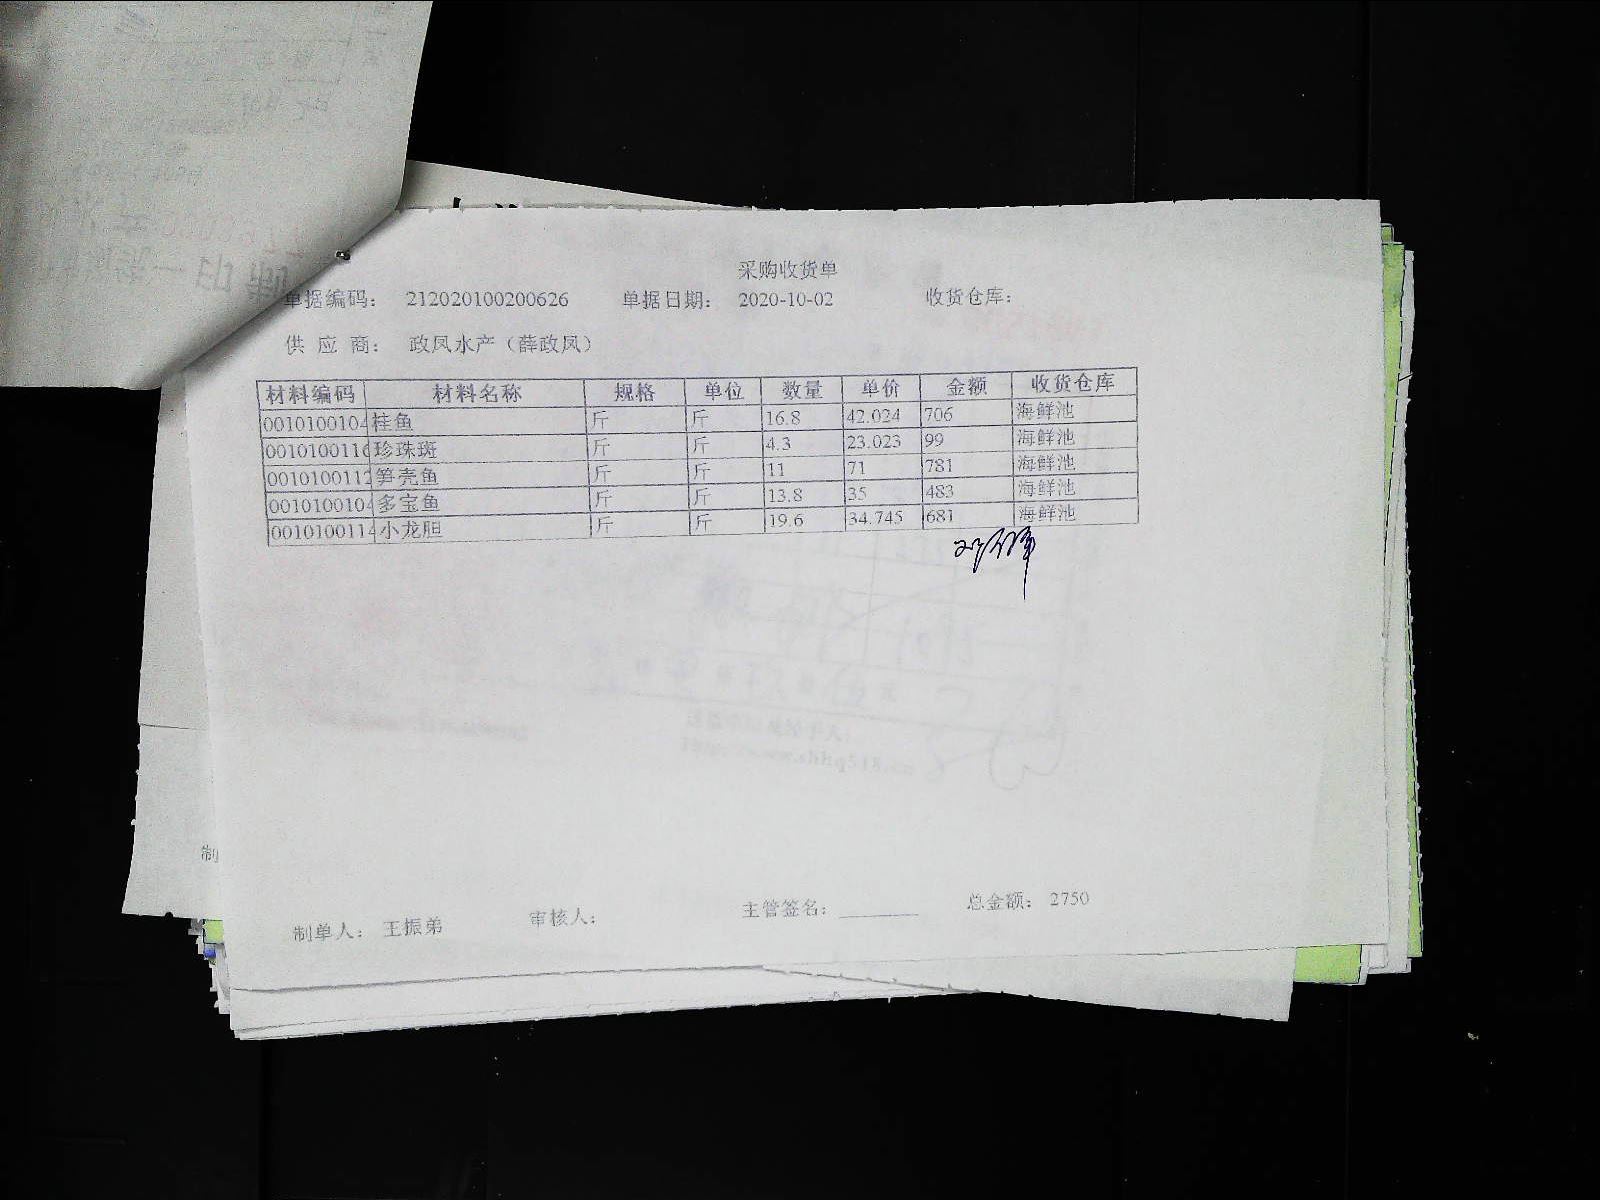 采购收货单
单据编码： 212020100200626 单据日期： 2020-10-02 收货仓库：
供 应 商： 政凤水产（薛政凤）
材料编码 材料名称 规格 单位 数量 单价 金额 收货仓库
0010100104 桂鱼 斤 斤 16.8 42.024 706 海鲜池
0010100116 珍珠斑 斤 斤 4.3 23.023 99 海鲜池
0010100112 笋壳鱼 斤 斤 11 71 781 海鲜池
0010100104 多宝鱼 斤 斤 13.8 35 483 海鲜池
0010100114 小龙胆 斤 斤 19.6 34.745 681 海鲜池
制
制单人： 王振弟 审核人： 主管签名： 总金额： 2750